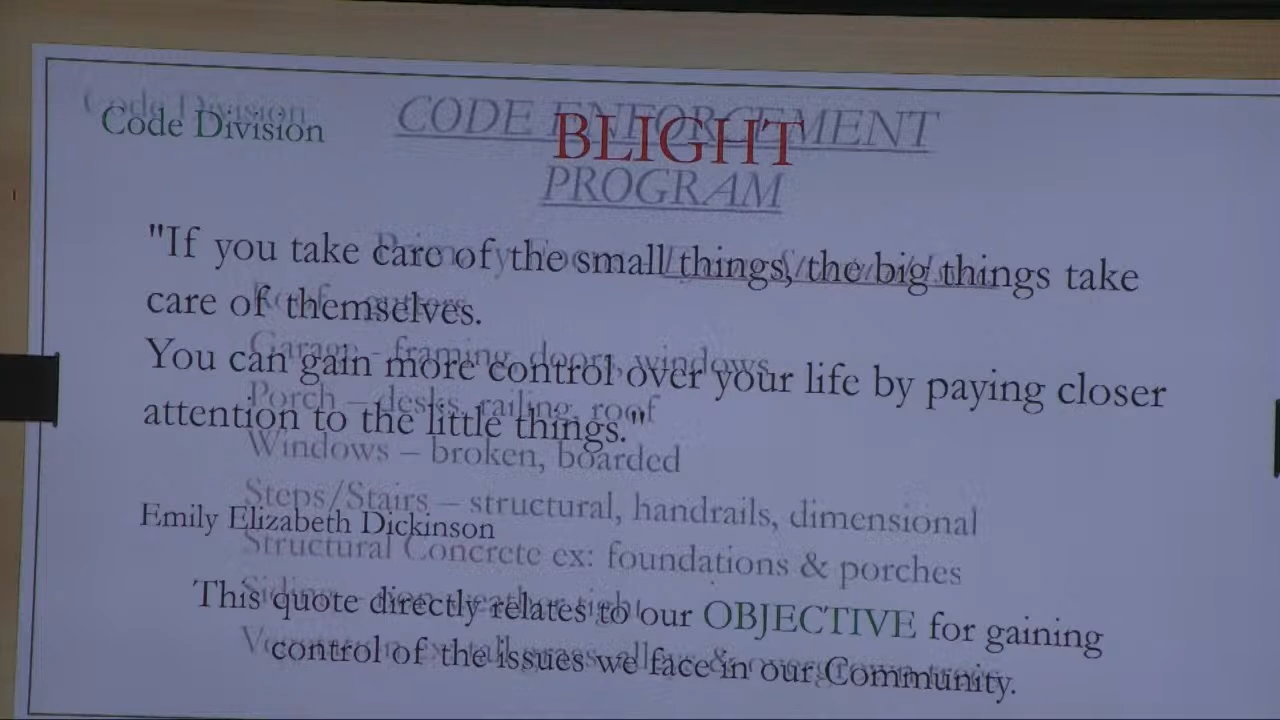 Code Division
Code Division
CODE ENFORCEMENT
BLIGHT
PROGRAM
"If you take care of the small things, the big things take
care of themselves.
Garage – framing, doors, windows
You can gain more control over your life by paying closer
Porch – desks, railing, roof
attention to the little things."
Windows – broken, boarded
Steps/Stairs – structural, handrails, dimensional
Emily Elizabeth Dickinson
Structural Concrete ex: foundations & porches
This quote directly relates to our OBJECTIVE for gaining
control of the issues we face in our Community.